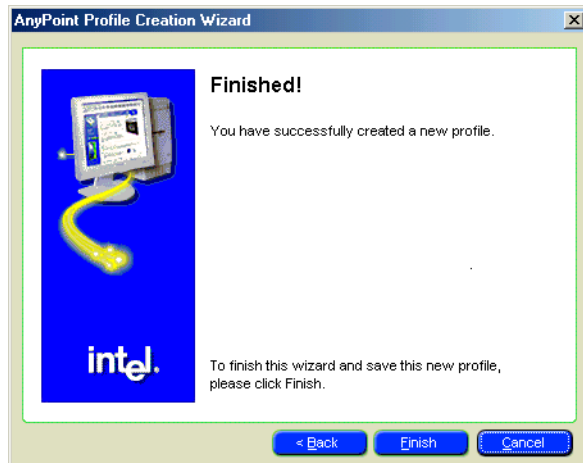 AnyPoint Profile Creation Wizard
Finished!
You have successfully created a new profile.
intel.
To finish this wizard and save this new profile,
please click Finish.
< Back
Finish
Cancel